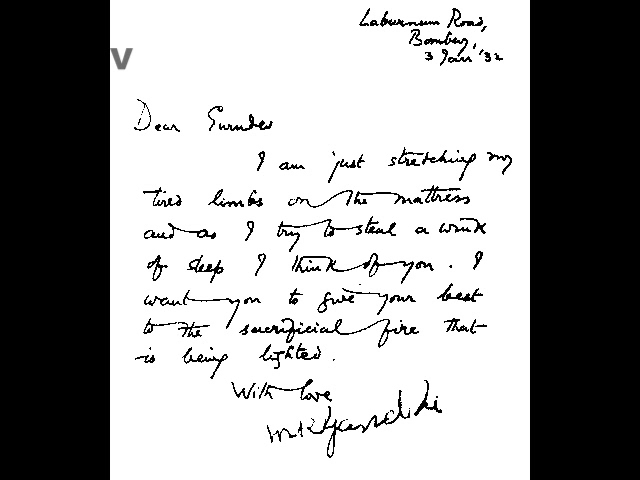 Laburnum Road,
Bombay,
3 Jan '32
V
Dear Gurudev
I am just stretching my
tired limbs on the mattress
and as I try to steal a wink
of sleep I think of you. I
want you to give your best
to the sacrificial fire that
is being lighted.
With love
MKGandhi